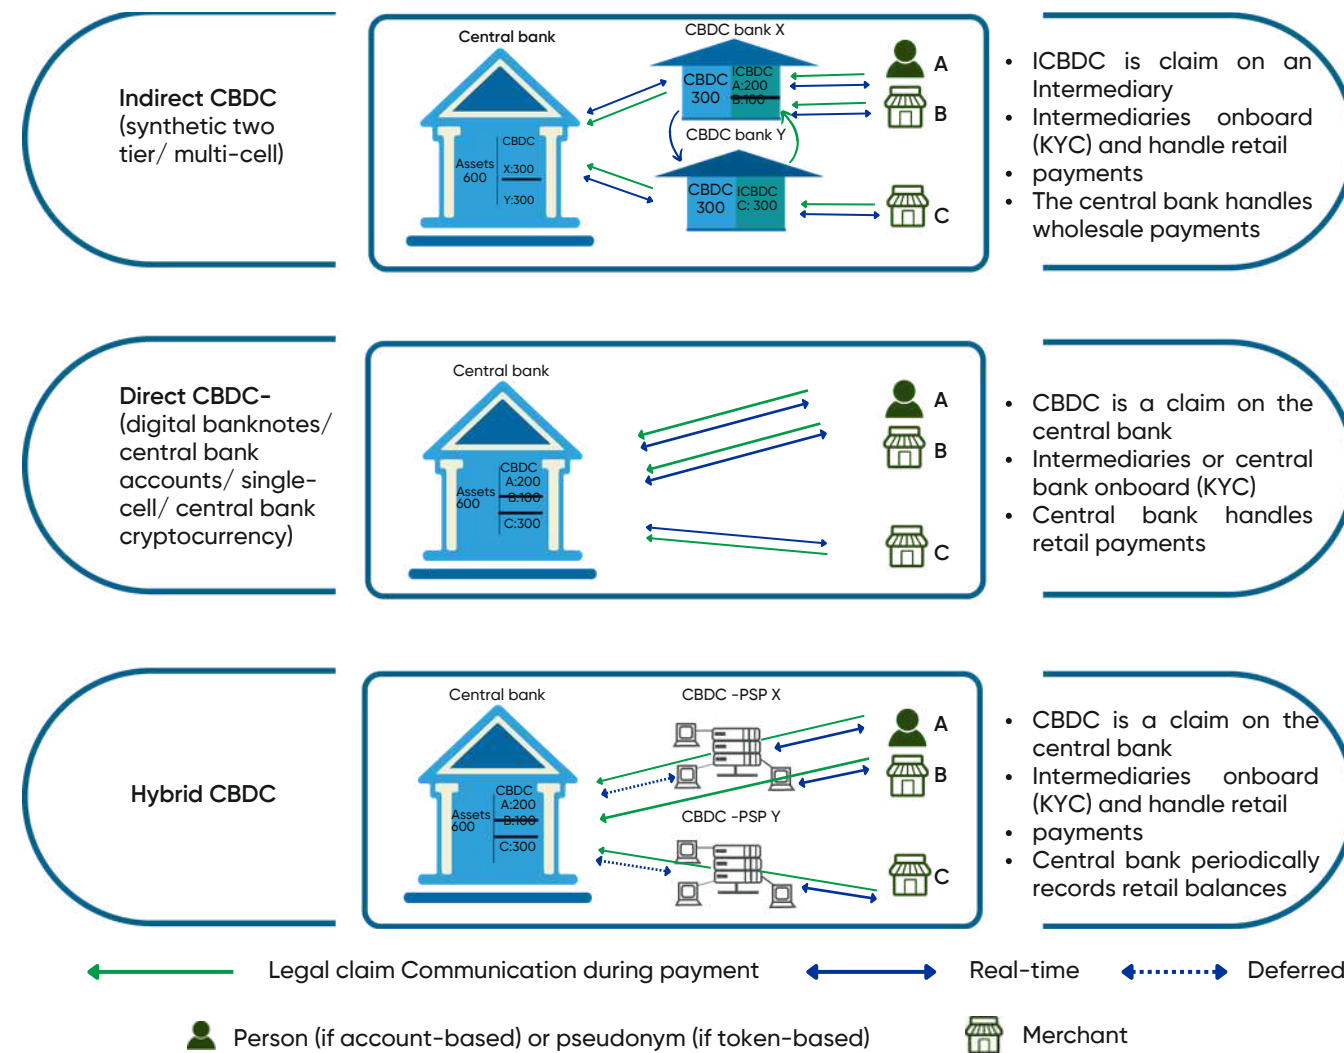 Indirect CBDC
(synthetic two
tier/ multi-cell)
Central bank
Assets
600
CBDC
X:300
Y:300
CBDC bank X
CBDC
300
ICBDC
A:200
B:100
CBDC bank Y
CBDC
300
ICBDC
C: 300
A
B
C
• ICBDC is claim on an
Intermediary
• Intermediaries onboard
(KYC) and handle retail
• payments
• The central bank handles
wholesale payments
Direct CBDC-
(digital banknotes/
central bank
accounts/ single-
cell/ central bank
cryptocurrency)
Central bank
Assets
600
CBDC
A:200
B:100
C:300
A
B
C
• CBDC is a claim on the
central bank
• Intermediaries or central
bank onboard (KYC)
• Central bank handles
retail payments
Hybrid CBDC
Central bank
Assets
600
CBDC
A:200
B:100
C:300
CBDC -PSP X
CBDC -PSP Y
A
B
C
• CBDC is a claim on the
central bank
• Intermediaries onboard
(KYC) and handle retail
• payments
• Central bank periodically
records retail balances
Legal claim Communication during payment
Real-time
Deferred
Person (if account-based) or pseudonym (if token-based)
Merchant